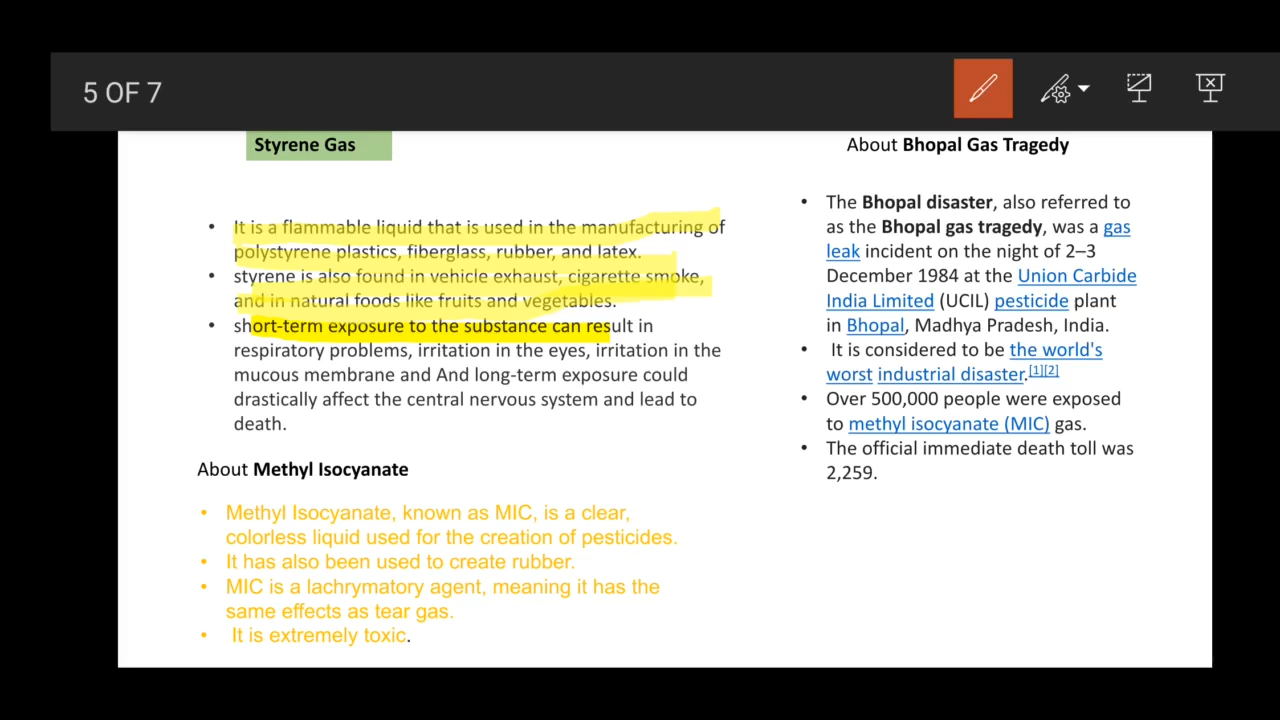 5 OF 7
Styrene Gas
• It is a flammable liquid that is used in the manufacturing of
polystyrene plastics, fiberglass, rubber, and latex.
• styrene is also found in vehicle exhaust, cigarette smoke,
and in natural foods like fruits and vegetables.
• short-term exposure to the substance can result in
respiratory problems, irritation in the eyes, irritation in the
mucous membrane and And long-term exposure could
drastically affect the central nervous system and lead to
death.
About Methyl Isocyanate
• Methyl Isocyanate, known as MIC, is a clear,
colorless liquid used for the creation of pesticides.
• It has also been used to create rubber.
• MIC is a lachrymatory agent, meaning it has the
same effects as tear gas.
• It is extremely toxic.
About Bhopal Gas Tragedy
• The Bhopal disaster, also referred to
as the Bhopal gas tragedy, was a gas
leak incident on the night of 2–3
December 1984 at the Union Carbide
India Limited (UCIL) pesticide plant
in Bhopal, Madhya Pradesh, India.
• It is considered to be the world's
worst industrial disaster.[1][2]
• Over 500,000 people were exposed
to methyl isocyanate (MIC) gas.
• The official immediate death toll was
2,259.